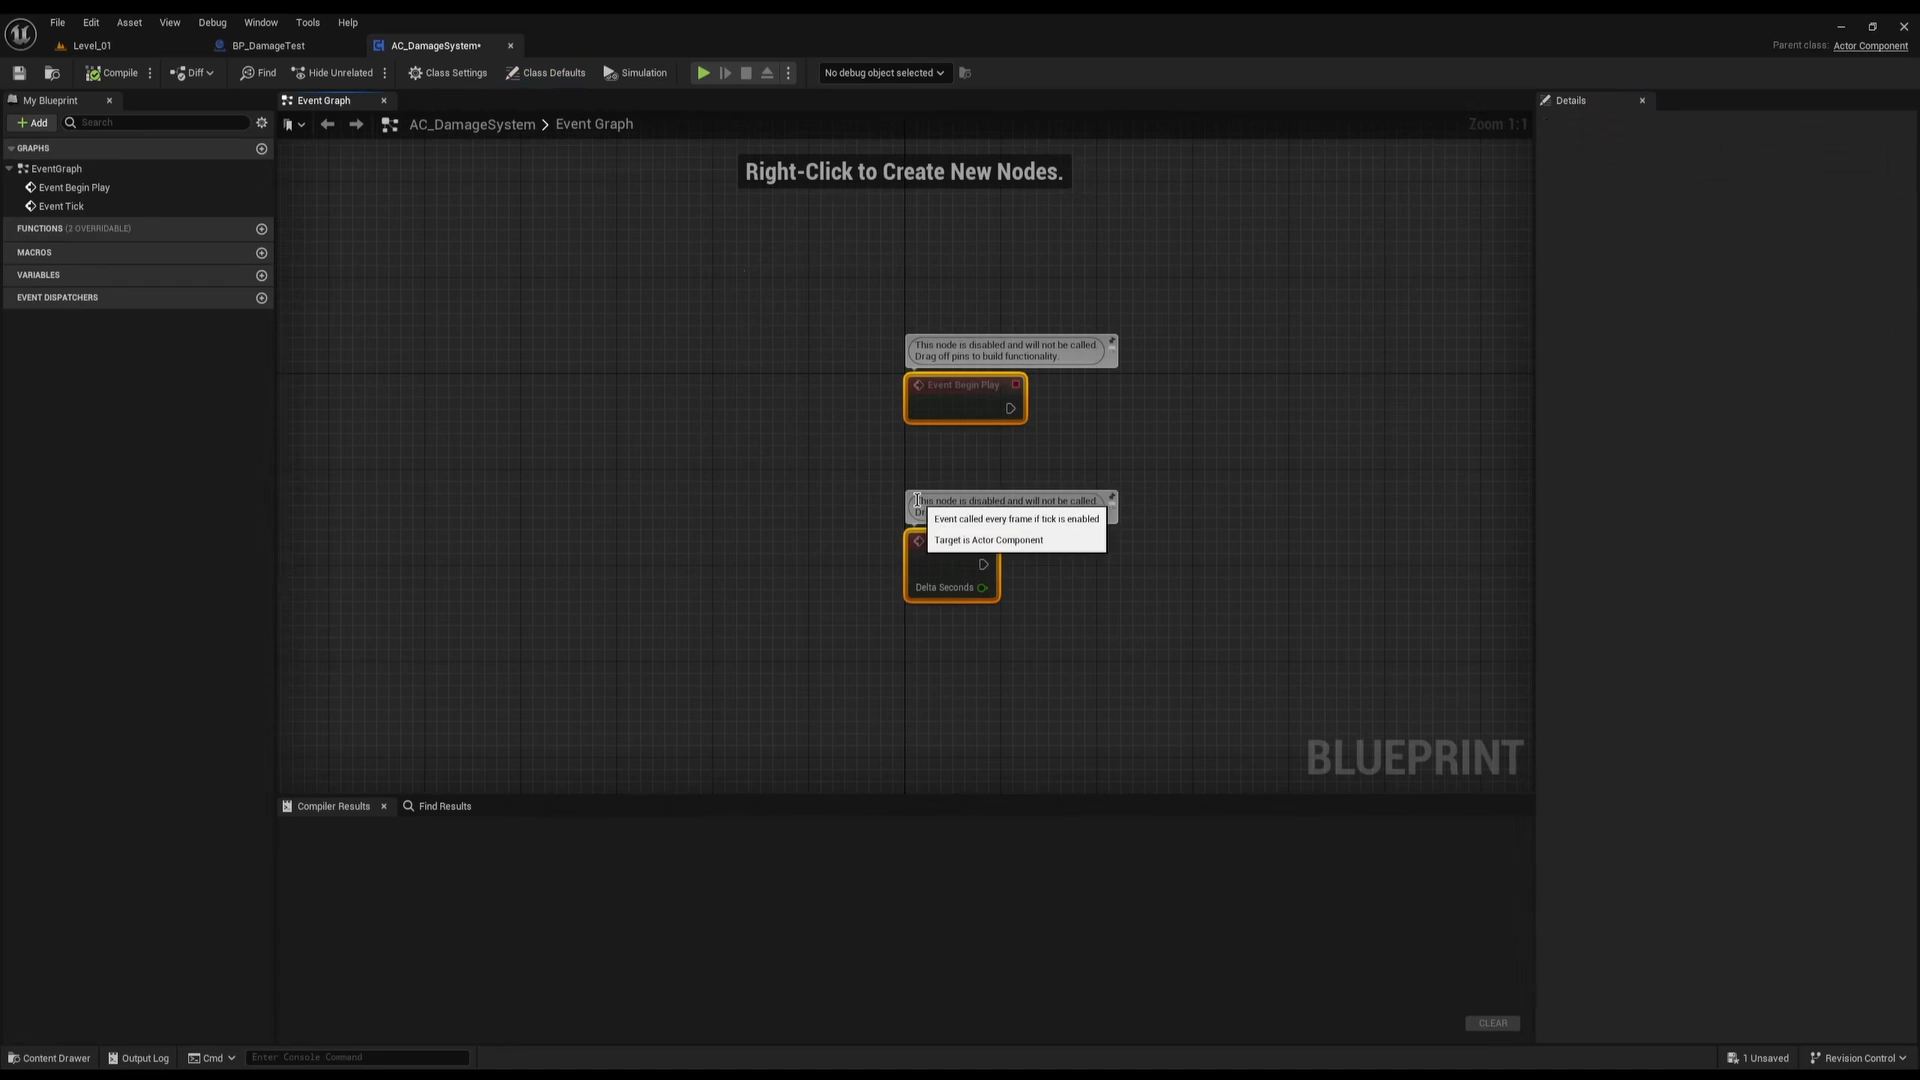 File Edit Asset View Debug Window Tools Help
Level_01 BP_DamageTest AC_DamageSystem*
Parent class: Actor Component
Compile Diff Find Hide Unrelated Class Settings Class Defaults Simulation No debug object selected
My Blueprint Event Graph Details
Add Search AC_DamageSystem > Event Graph Zoom 1:1
GRAPHS
EventGraph
Event Begin Play
Event Tick
FUNCTIONS (2 OVERRIDABLE)
MACROS
VARIABLES
EVENT DISPATCHERS
Right-Click to Create New Nodes.
This node is disabled and will not be called.
Drag off pins to build functionality.
Event Begin Play
This node is disabled and will not be called.
Event called every frame if tick is enabled
Target is Actor Component
Delta Seconds
BLUEPRINT
Compiler Results Find Results
CLEAR
Content Drawer Output Log Cmd Enter Console Command 1 Unsaved Revision Control